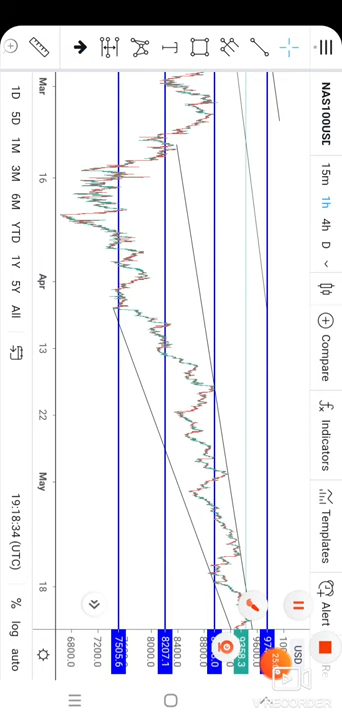 NAS100USD
15m 1h 4h D
Compare
Indicators
Templates
Alert
USD
9600.0
9358.3
8800.0
8400.0
8207.1
8000.0
7505.6
7200.0
6800.0
Mar
16
Apr
13
22
May
18
1D 5D 1M 3M 6M YTD 1Y 5Y All
19:18:34 (UTC)
% log auto
VRECORDER